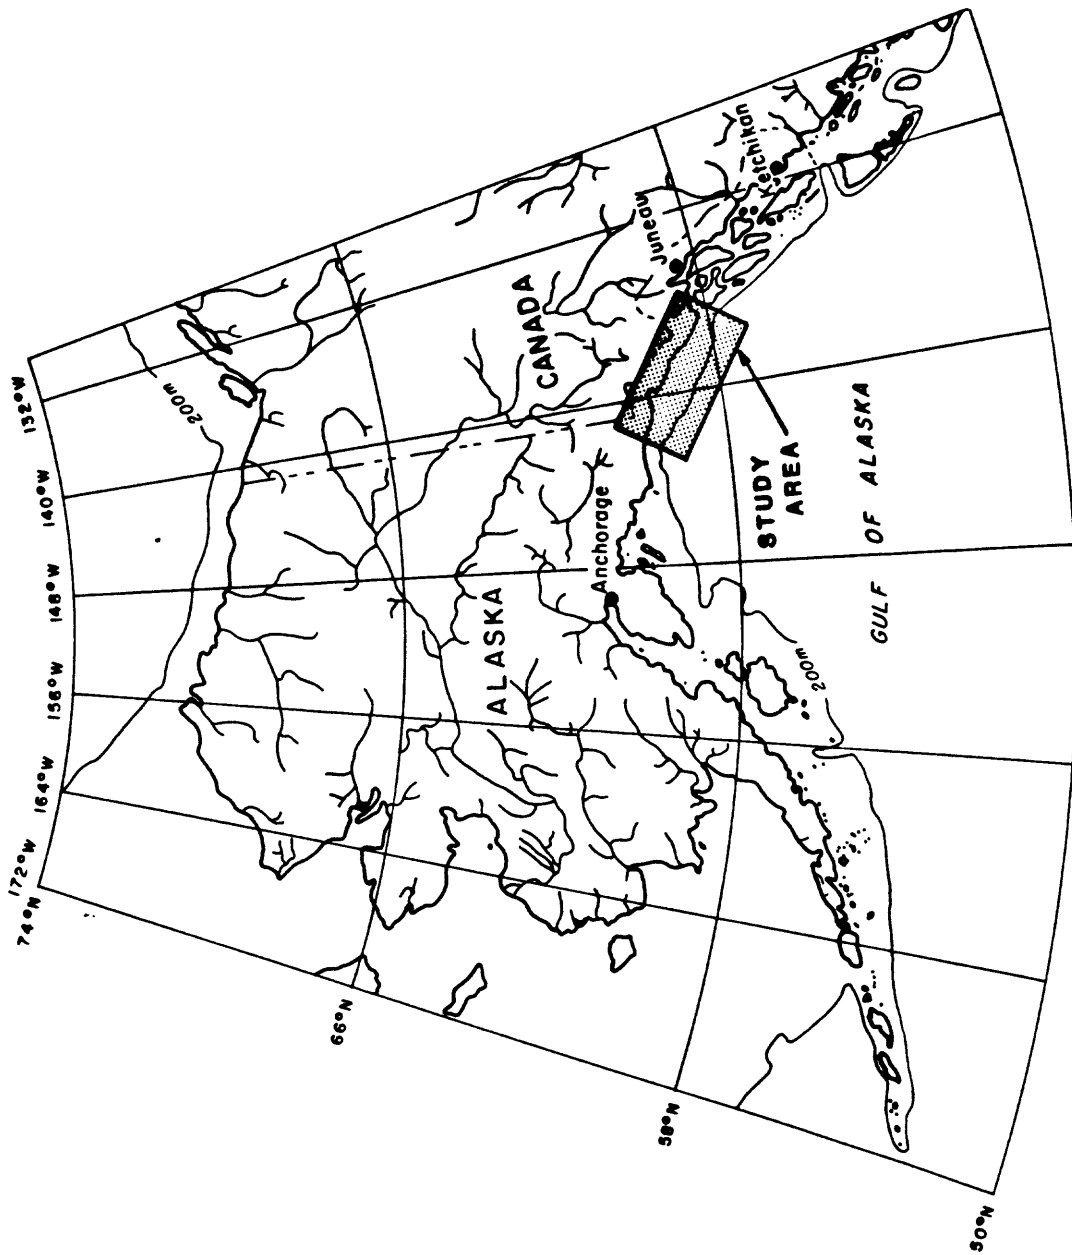 132°W
140°W
148°W
156°W
164°W
172°W
74°N
66°N
58°N
50°N
200m
CANADA
Juneau
Ketchikan
ALASKA
Anchorage
STUDY
AREA
GULF OF ALASKA
200m